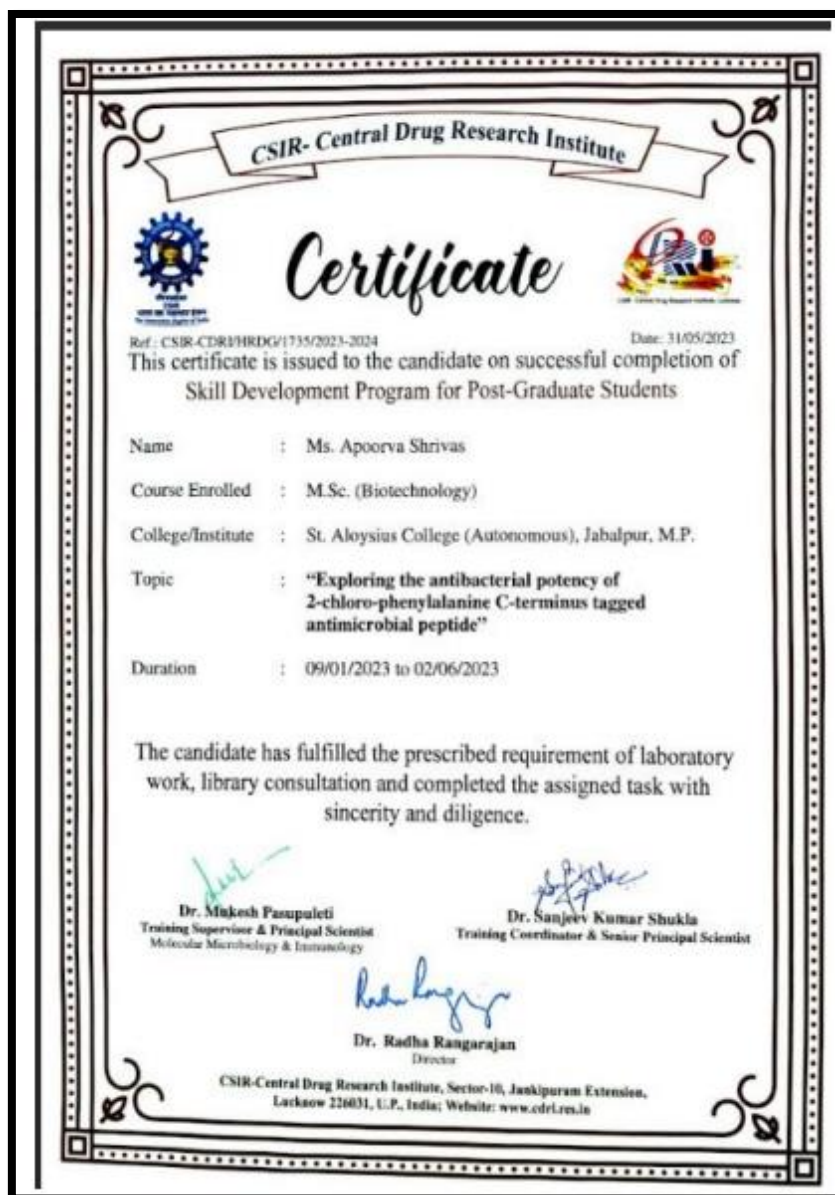 CSIR- Central Drug Research Institute
Certificate
Ref.: CSIR-CDRI/HRDG/1735/2023-2024
Date: 31/05/2023
This certificate is issued to the candidate on successful completion of
Skill Development Program for Post-Graduate Students
Name : Ms. Apoorva Shrivas
Course Enrolled : M.Sc. (Biotechnology)
College/Institute : St. Aloysius College (Autonomous), Jabalpur, M.P.
Topic : “Exploring the antibacterial potency of
2-chloro-phenylalanine C-terminus tagged
antimicrobial peptide”
Duration : 09/01/2023 to 02/06/2023
The candidate has fulfilled the prescribed requirement of laboratory
work, library consultation and completed the assigned task with
sincerity and diligence.
Dr. Mukesh Pasupuleti
Training Supervisor & Principal Scientist
Molecular Microbiology & Immunology
Dr. Sanjeev Kumar Shukla
Training Coordinator & Senior Principal Scientist
Dr. Radha Rangarajan
Director
CSIR-Central Drug Research Institute, Sector-10, Jankipuram Extension,
Lucknow 226031, U.P., India; Website: www.cdri.res.in